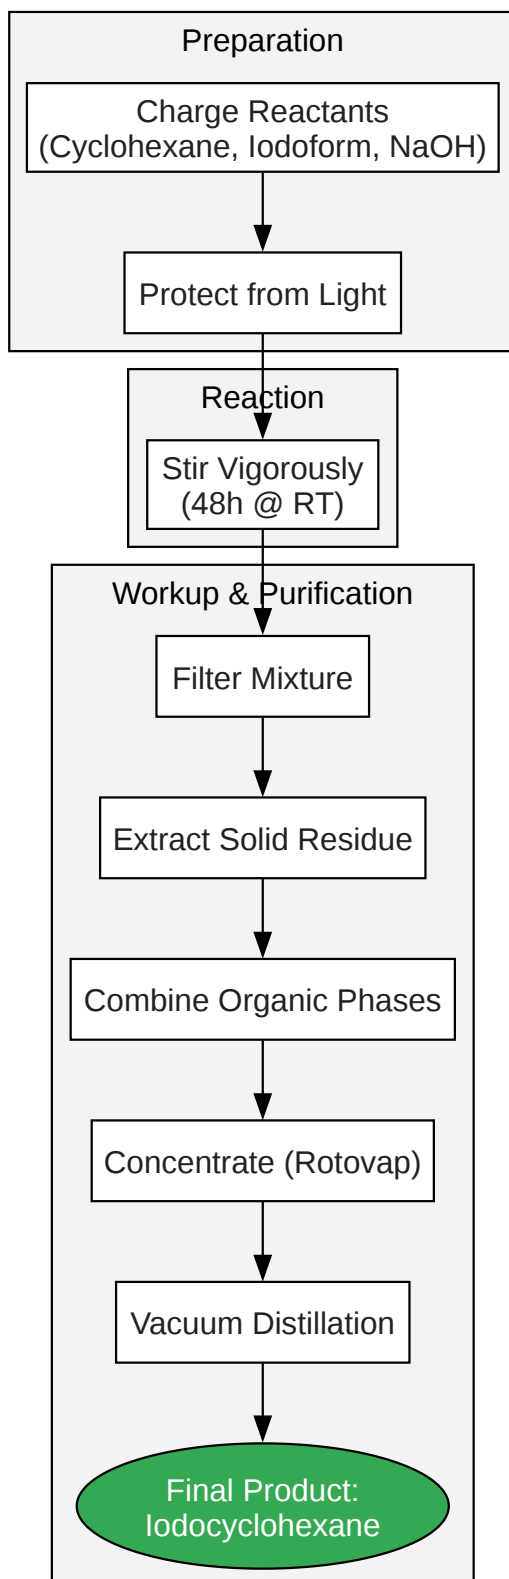 Preparation
Charge Reactants
(Cyclohexane, Iodoform, NaOH)
Protect from Light
Reaction
Stir Vigorously
(48h @ RT)
Workup & Purification
Filter Mixture
Extract Solid Residue
Combine Organic Phases
Concentrate (Rotovap)
Vacuum Distillation
Final Product:
Iodocyclohexane